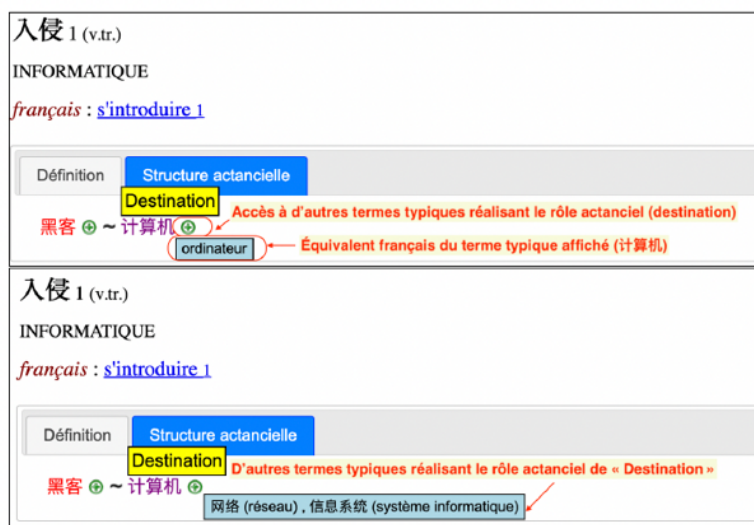 入侵 1 (v.tr.)
INFORMATIQUE
français : s'introduire 1
Définition Structure actancielle
Destination
Accès à d'autres termes typiques réalisant le rôle actanciel (destination)
黑客 ⊕ ~ 计算机 ⊕
ordinateur Équivalent français du terme typique affiché (计算机)
入侵 1 (v.tr.)
INFORMATIQUE
français : s'introduire 1
Définition Structure actancielle
Destination D'autres termes typiques réalisant le rôle actanciel de « Destination »
黑客 ⊕ ~ 计算机 ⊕
网络 (réseau) , 信息系统 (système informatique)